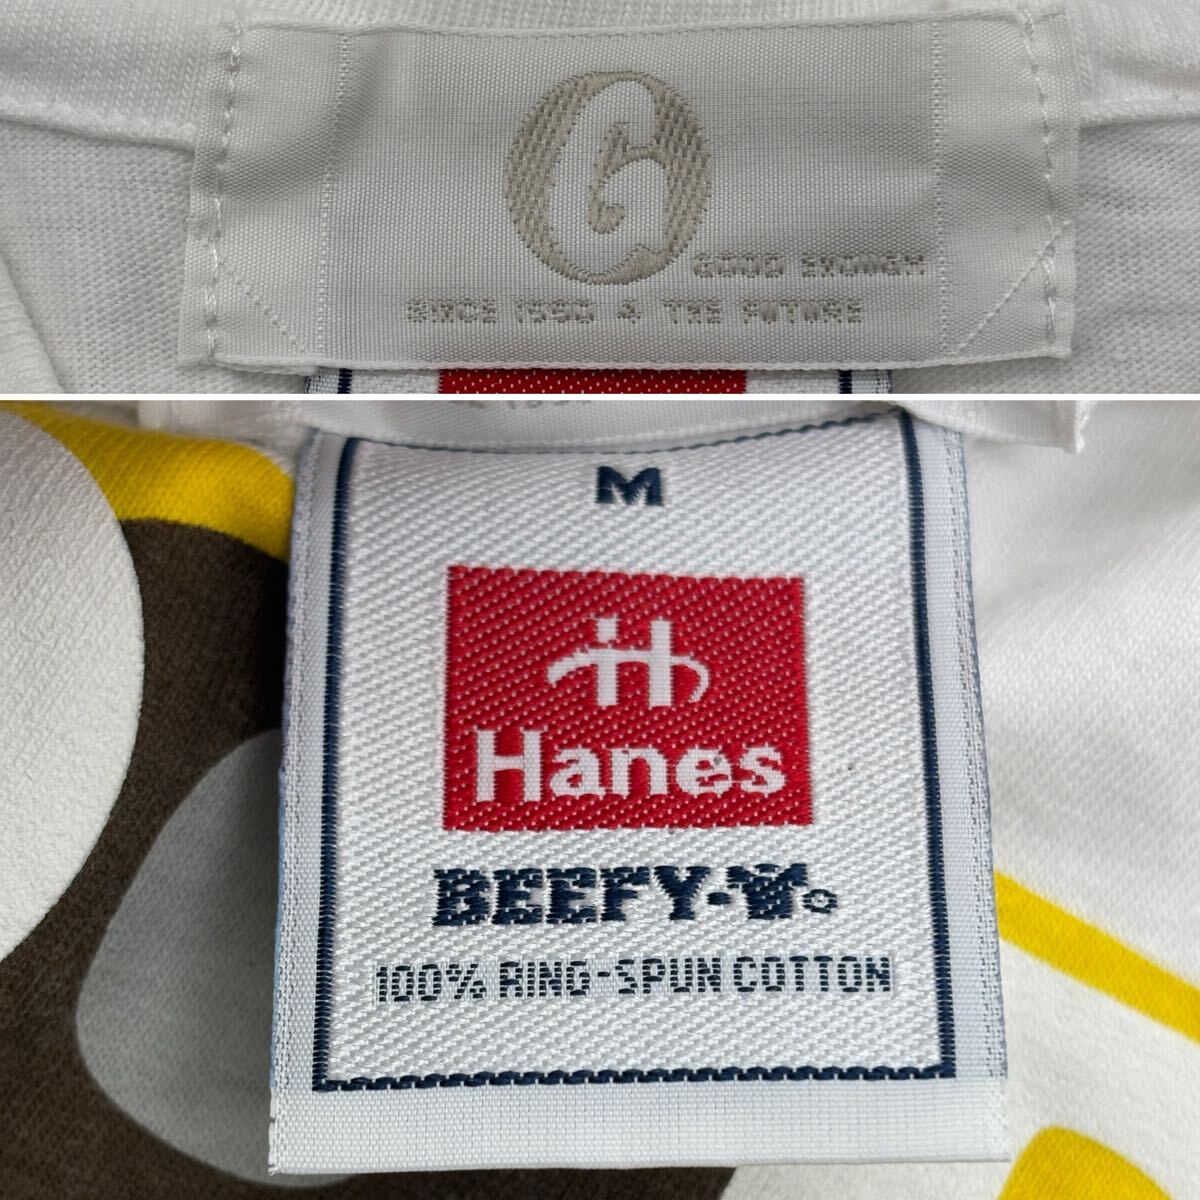 G
GOOD ENOUGH
SINCE 1990 4 THE FUTURE
M
H
Hanes
BEEFY-T®
100% RING-SPUN COTTON